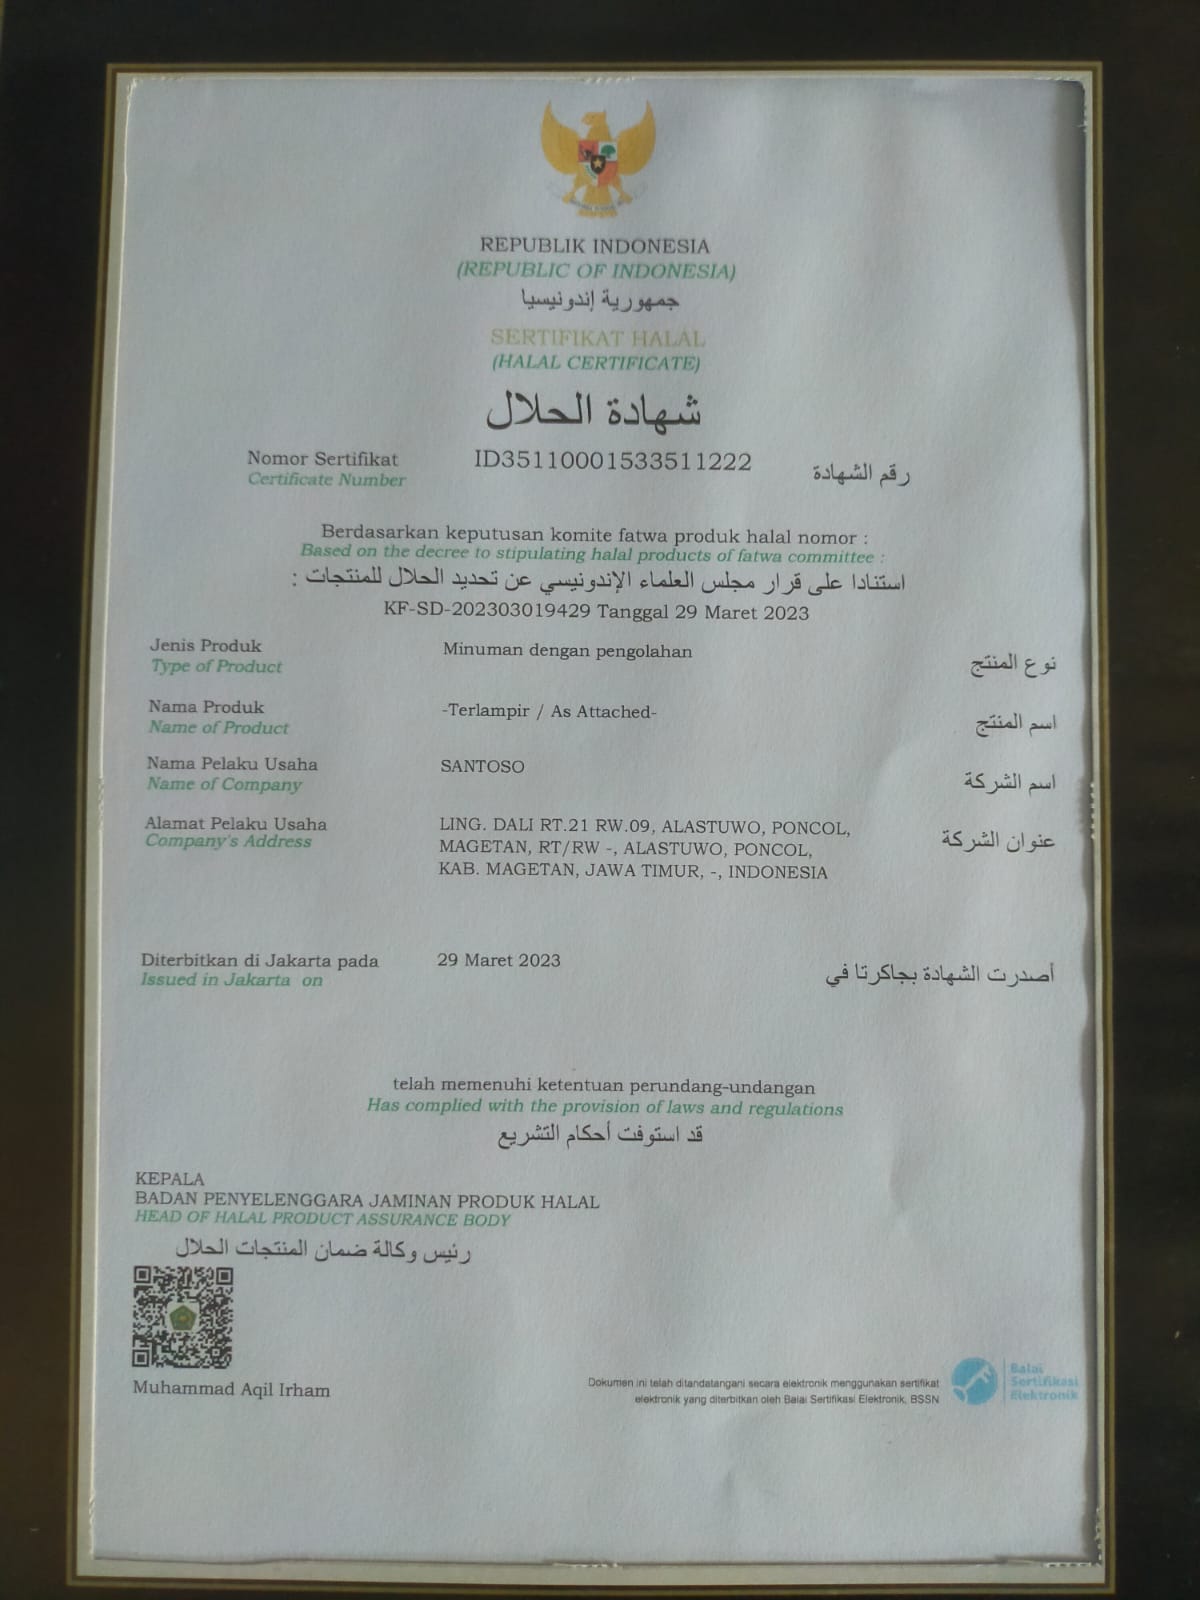 REPUBLIK INDONESIA
(REPUBLIC OF INDONESIA)
جمهورية إندونيسيا
SERTIFIKAT HALAL
(HALAL CERTIFICATE)
شهادة الحلال
Nomor Sertifikat ID35110001533511222 رقم الشهادة
Certificate Number
Berdasarkan keputusan komite fatwa produk halal nomor :
Based on the decree to stipulating halal products of fatwa committee :
استنادا على قرار مجلس العلماء الإندونيسي عن تحديد الحلال للمنتجات :
KF-SD-202303019429 Tanggal 29 Maret 2023
Jenis Produk Minuman dengan pengolahan نوع المنتج
Type of Product
Nama Produk -Terlampir / As Attached- اسم المنتج
Name of Product
Nama Pelaku Usaha SANTOSO اسم الشركة
Name of Company
Alamat Pelaku Usaha LING. DALI RT.21 RW.09, ALASTUWO, PONCOL, عنوان الشركة
Company's Address MAGETAN, RT/RW -, ALASTUWO, PONCOL,
KAB. MAGETAN, JAWA TIMUR, -, INDONESIA
Diterbitkan di Jakarta pada 29 Maret 2023 أصدرت الشهادة بجاكرتا في
Issued in Jakarta on
telah memenuhi ketentuan perundang-undangan
Has complied with the provision of laws and regulations
قد استوفت أحكام التشريع
KEPALA
BADAN PENYELENGGARA JAMINAN PRODUK HALAL
HEAD OF HALAL PRODUCT ASSURANCE BODY
رئيس وكالة ضمان المنتجات الحلال
Muhammad Aqil Irham
Dokumen ini telah ditandatangani secara elektronik menggunakan sertifikat
elektronik yang diterbitkan oleh Balai Sertifikasi Elektronik, BSSN
Balai
Sertifikasi
Elektronik